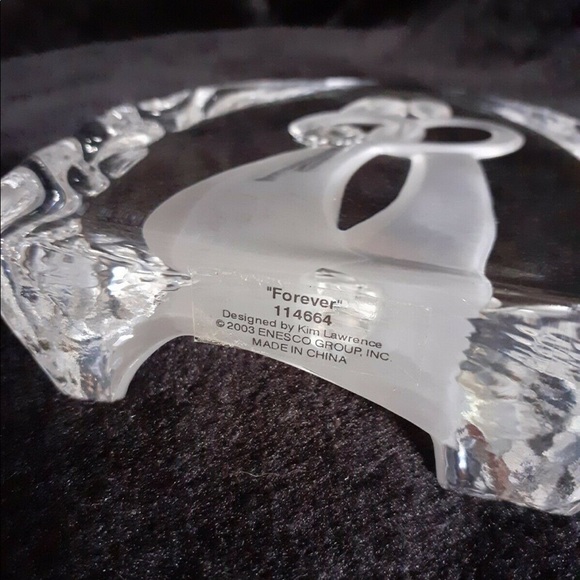 "Forever"
114664
Designed by Kim Lawrence
© 2003 ENESCO GROUP, INC.
MADE IN CHINA